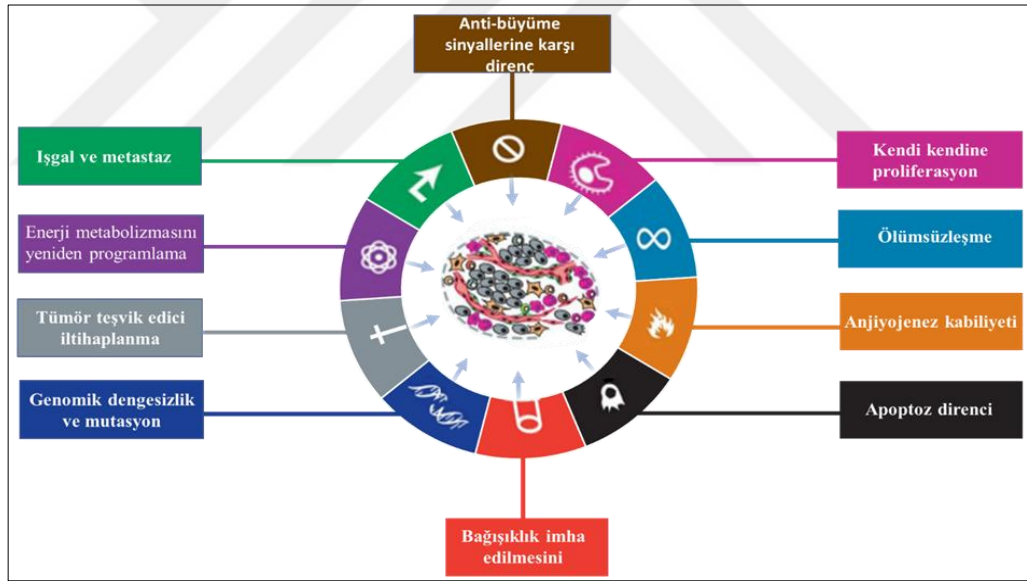 Anti-büyüme
sinyallerine karşı
direnç
Işgal ve metastaz
Kendi kendine
proliferasyon
Enerji metabolizmasını
yeniden programlama
Ölümsüzleşme
Tümör teşvik edici
iltihaplanma
Anjiyojenez kabiliyeti
Genomik dengesizlik
ve mutasyon
Apoptoz direnci
Bağışıklık imha
edilmesini